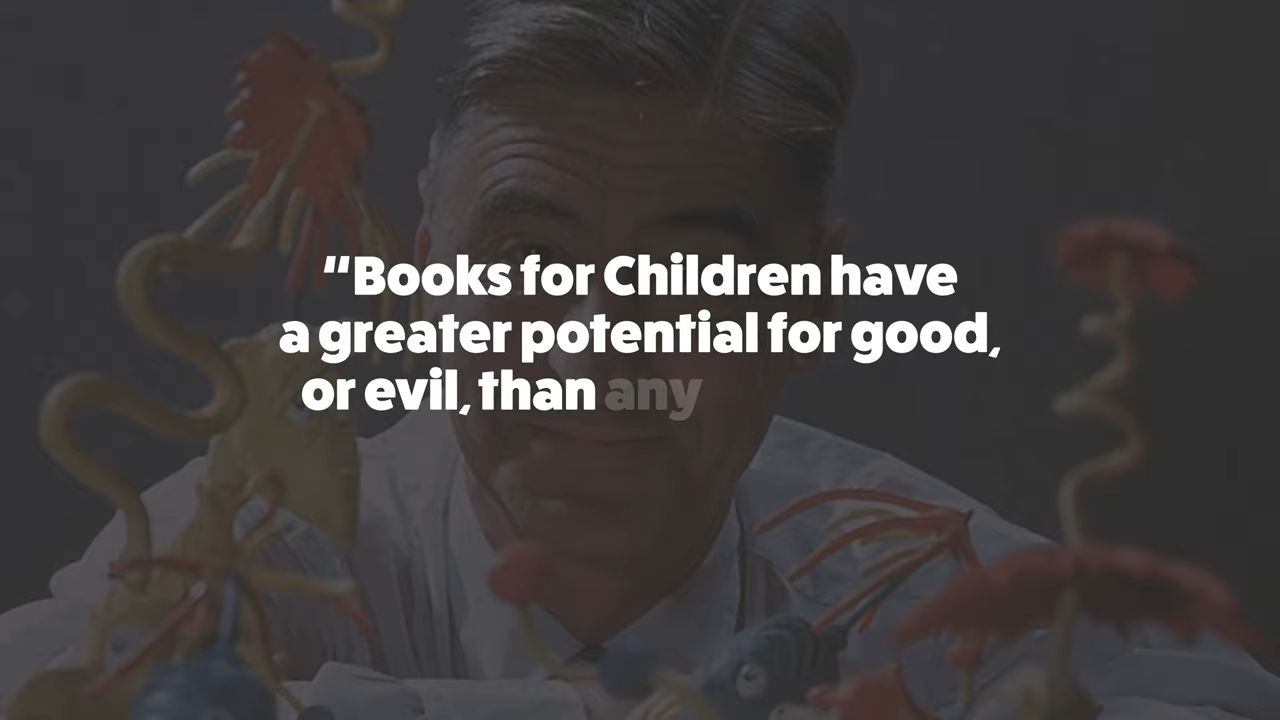 “Books for Children have
a greater potential for good,
or evil, than any